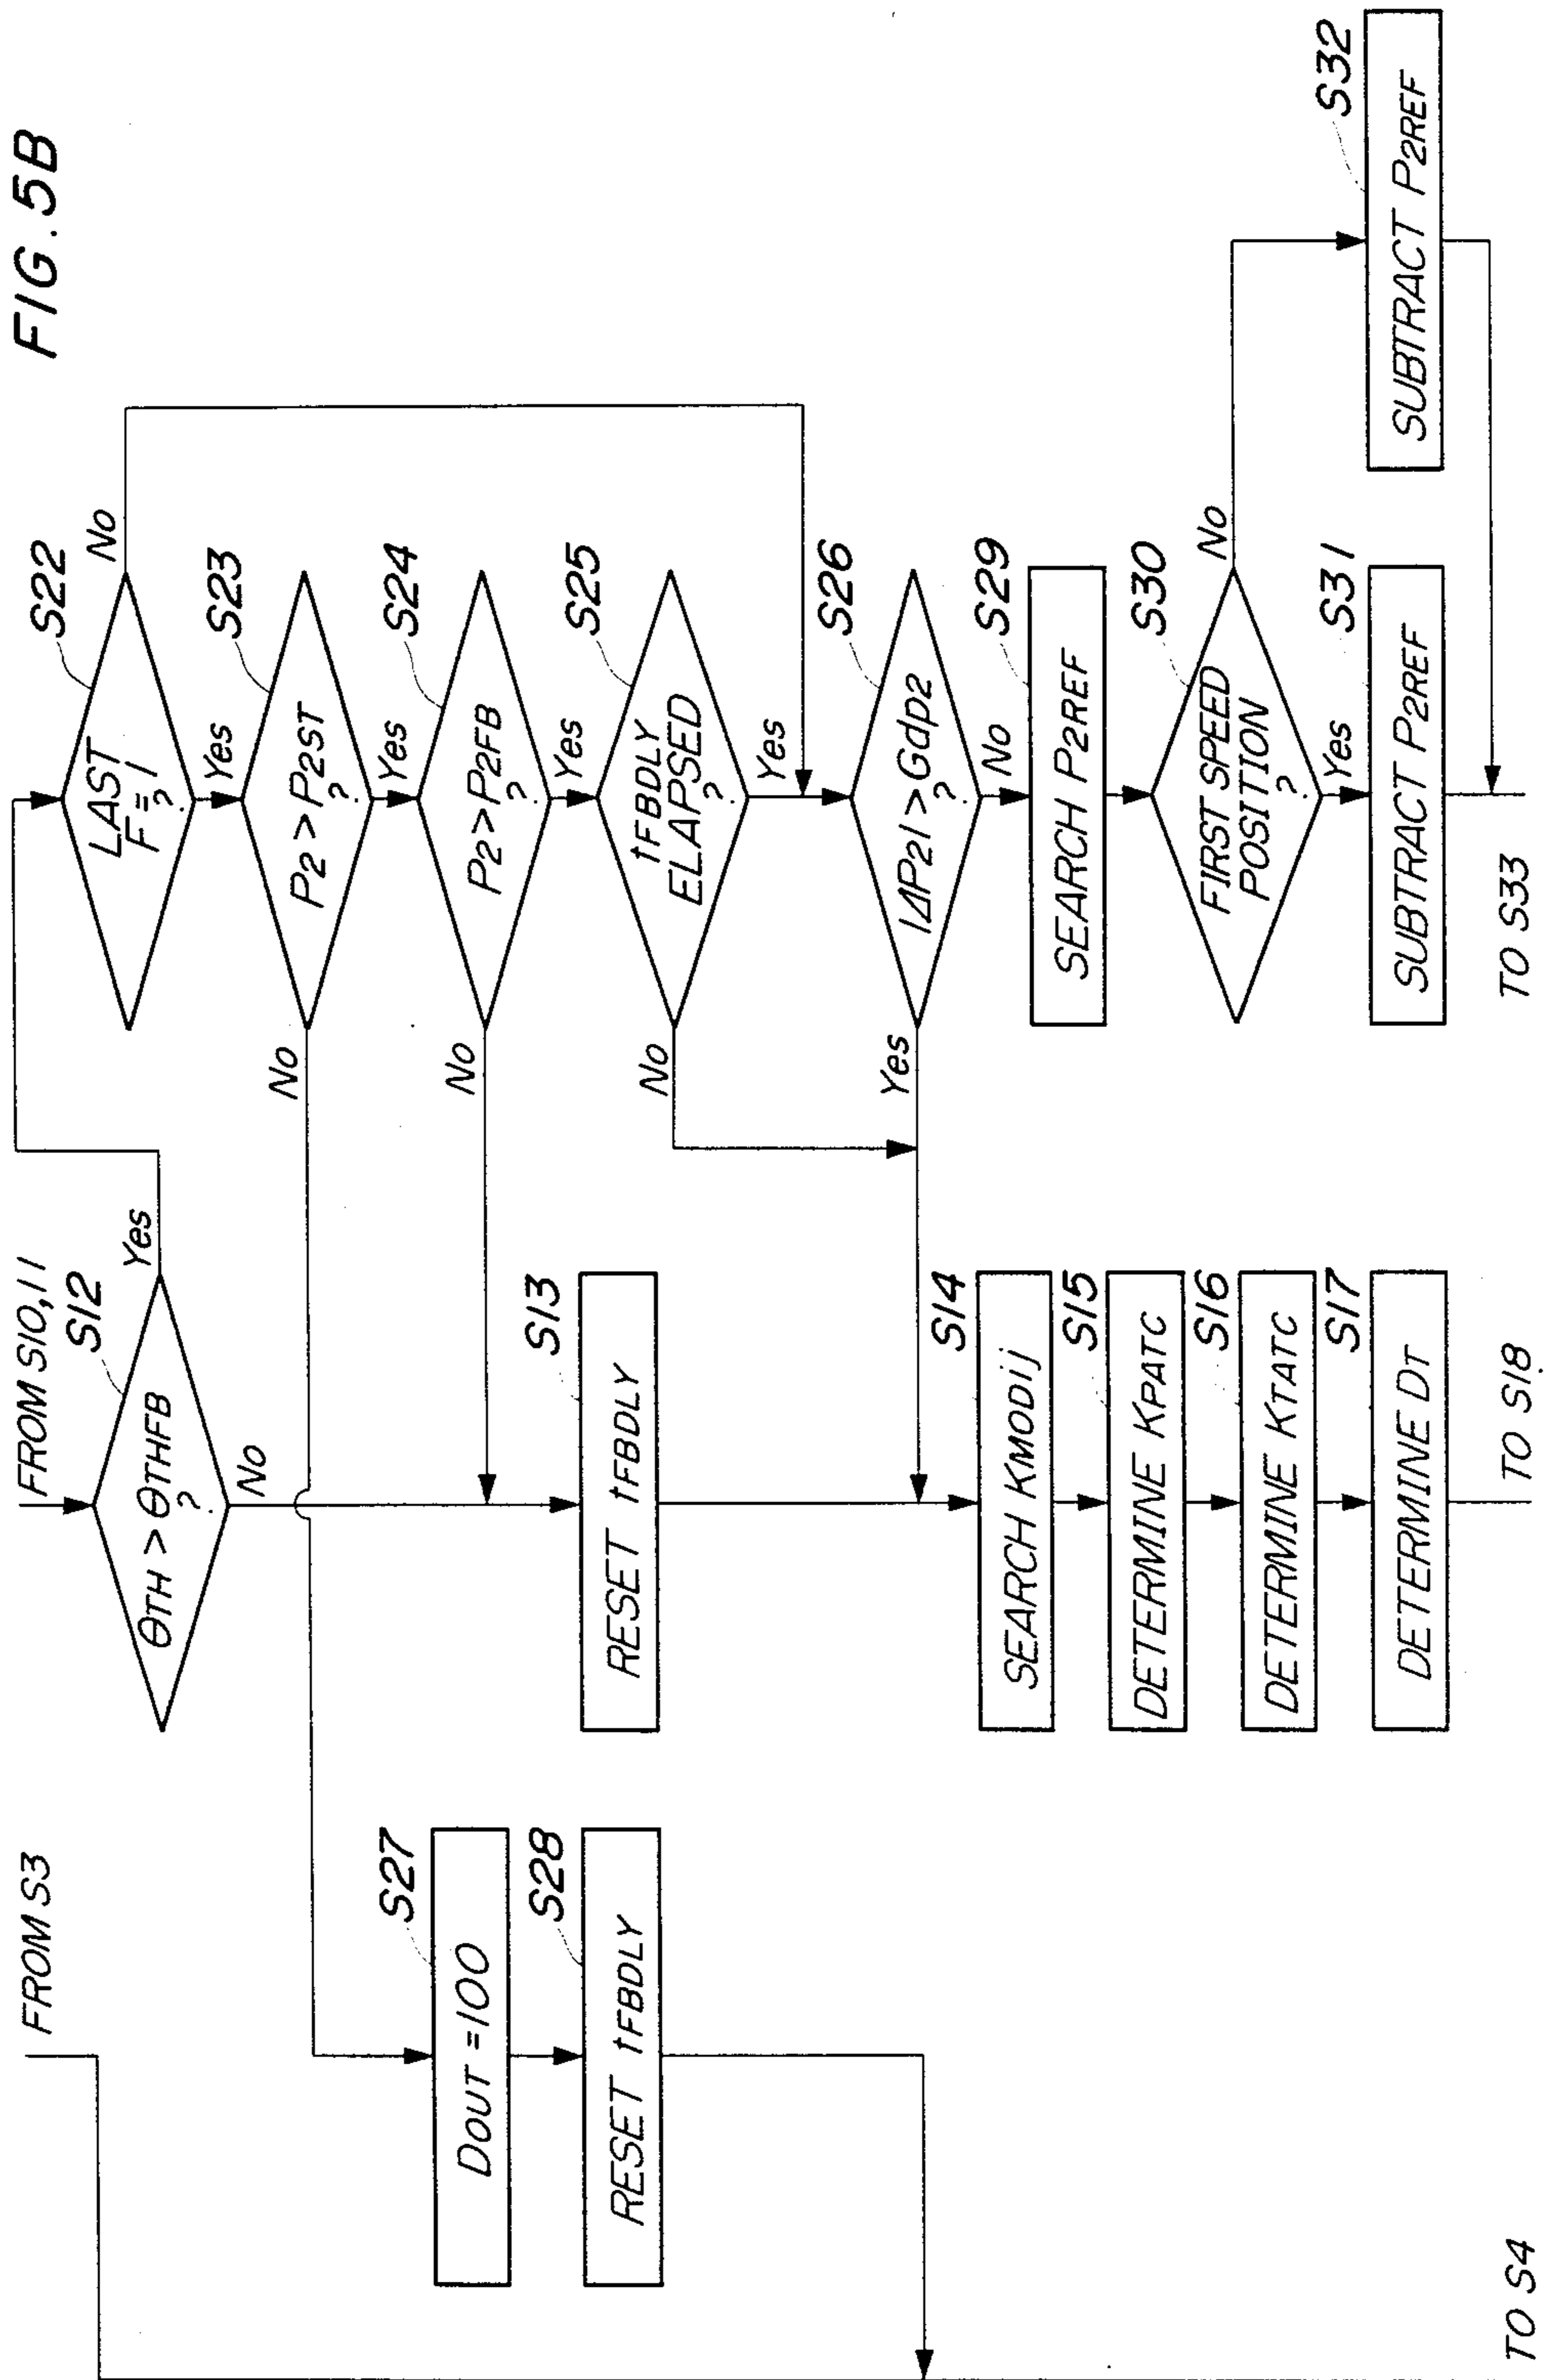 FIG. 5B
FROM S3
FROM S10, 11
S12
θTH > θTHFB
?
Yes
No
S22
LAST
F = 1
?
No
Yes
S23
P2 > P2ST
?
No
Yes
S24
P2 > P2FB
?
No
Yes
S25
tFBDLY
ELAPSED
?
No
Yes
S26
|ΔP2| > Gdp2
?
Yes
No
S27
DOUT = 100
S28
RESET tFBDLY
S13
RESET tFBDLY
S14
SEARCH KMODij
S15
DETERMINE KPATC
S16
DETERMINE KTATC
S17
DETERMINE DT
S29
SEARCH P2REF
S30
FIRST SPEED
POSITION
?
No
Yes
S31
SUBTRACT P2REF
S32
SUBTRACT P2REF
TO S4
TO S18
TO S33